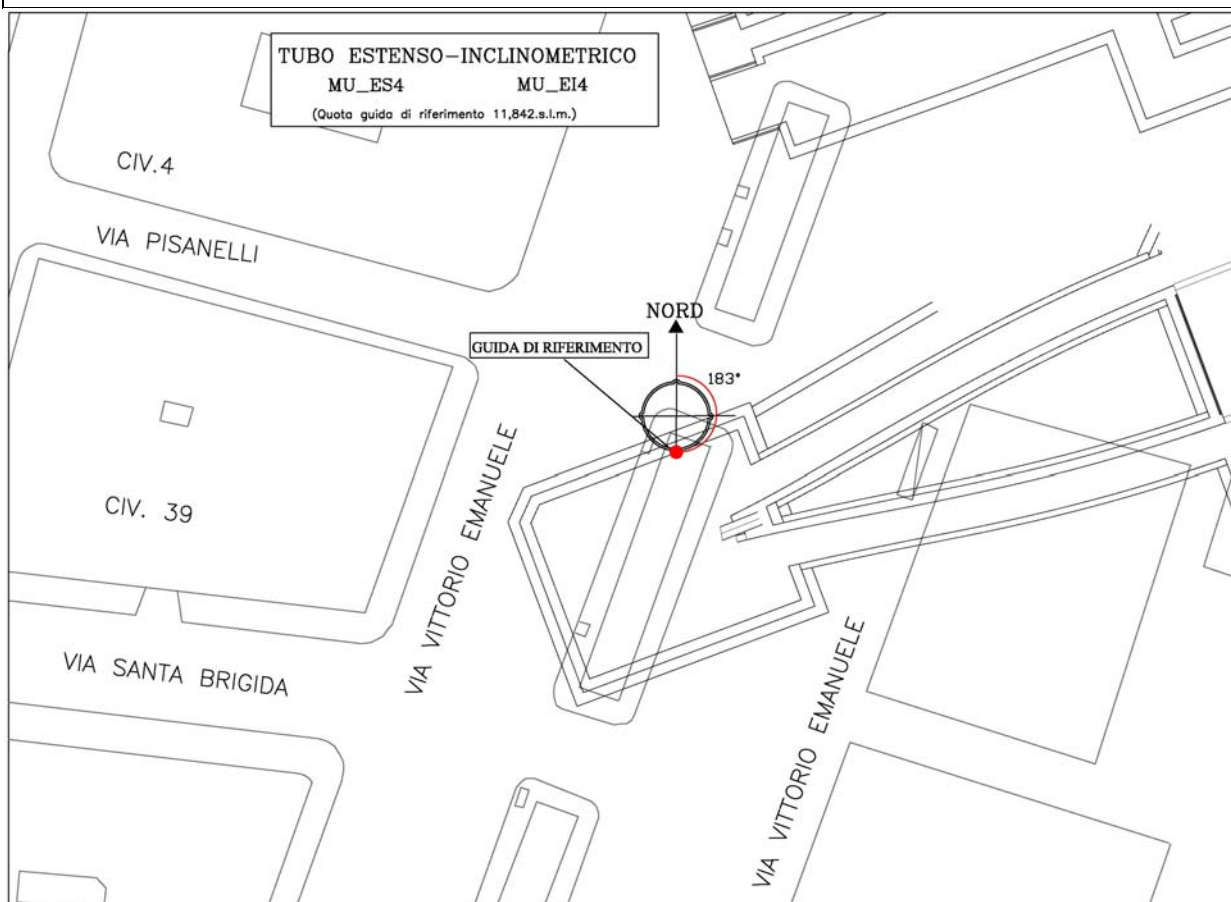 TUBO ESTENSO-INCLINOMETRICO
MU_ES4 MU_EI4
(Quota guida di riferimento 11,842.s.l.m.)
CIV.4
VIA PISANELLI
NORD
GUIDA DI RIFERIMENTO
183°
VIA VITTORIO EMANUELE
CIV. 39
VIA SANTA BRIGIDA
VIA VITTORIO EMANUELE